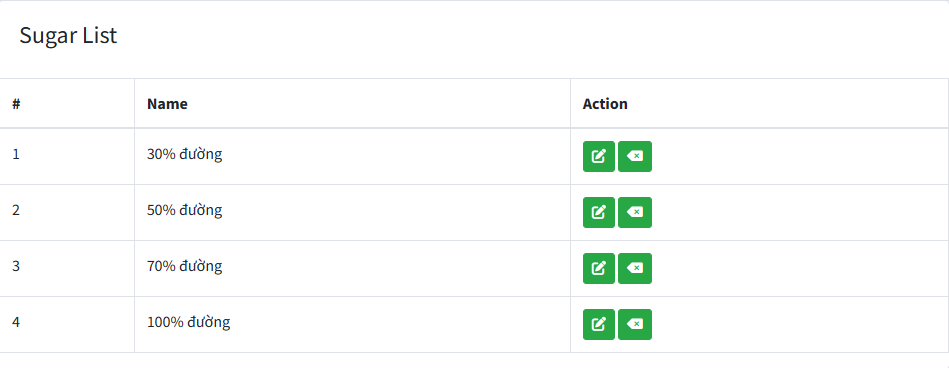 Sugar List
# Name Action
1 30% đường
2 50% đường
3 70% đường
4 100% đường